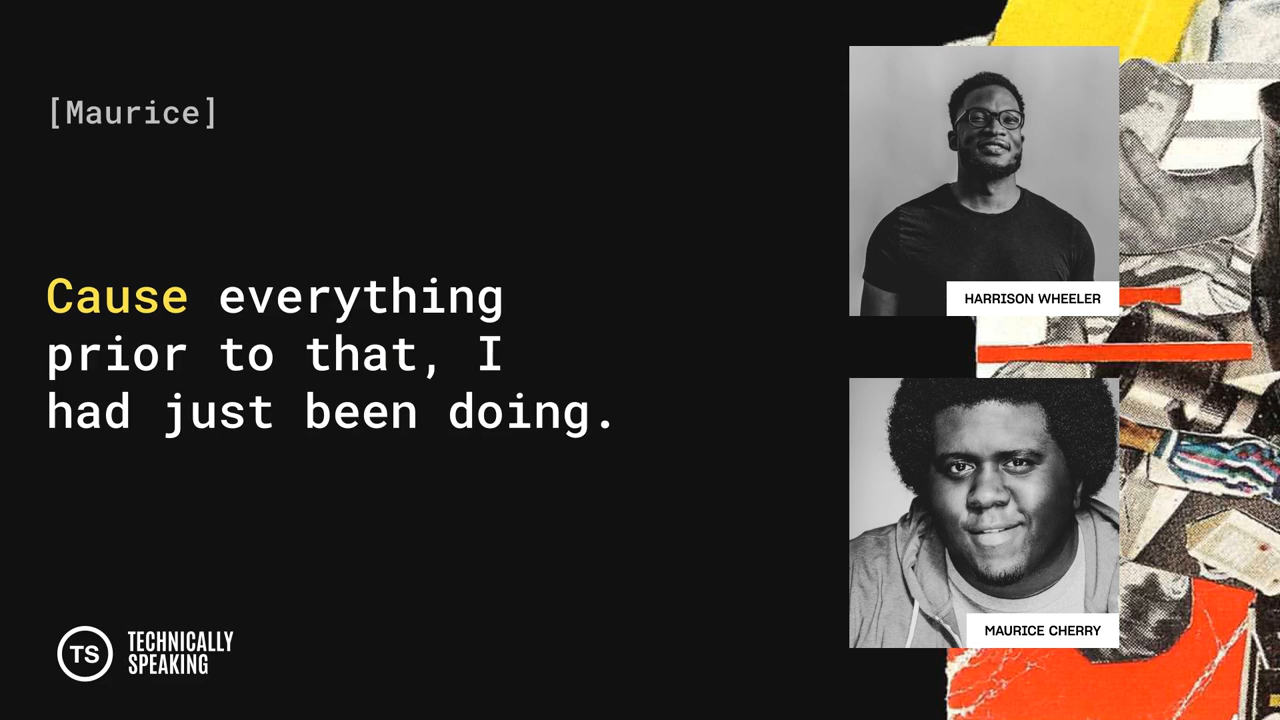 [Maurice]
Cause everything
prior to that, I
had just been doing.
HARRISON WHEELER
MAURICE CHERRY
TS
TECHNICALLY
SPEAKING